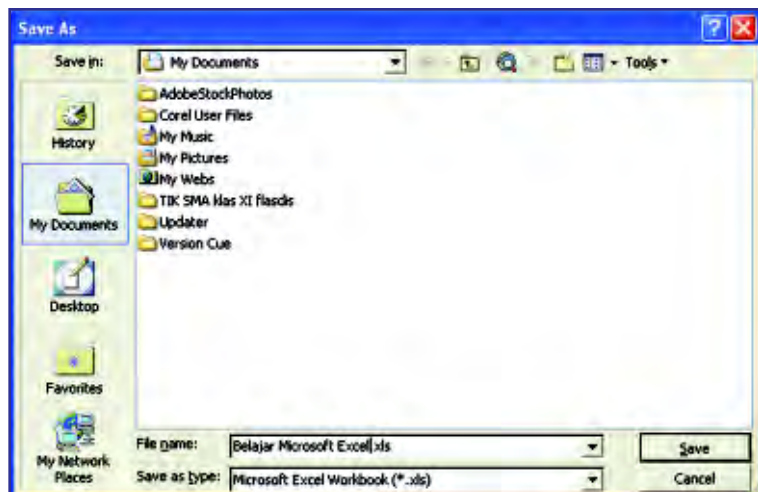 Save As
Save in: My Documents Tools
History
My Documents
Desktop
Favorites
My Network
Places
AdobeStockPhotos
Corel User Files
My Music
My Pictures
My Webs
TIK SMA klas XI flasdis
Updater
Version Cue
File name: Belajar Microsoft Excel.xls Save
Save as type: Microsoft Excel Workbook (*.xls) Cancel